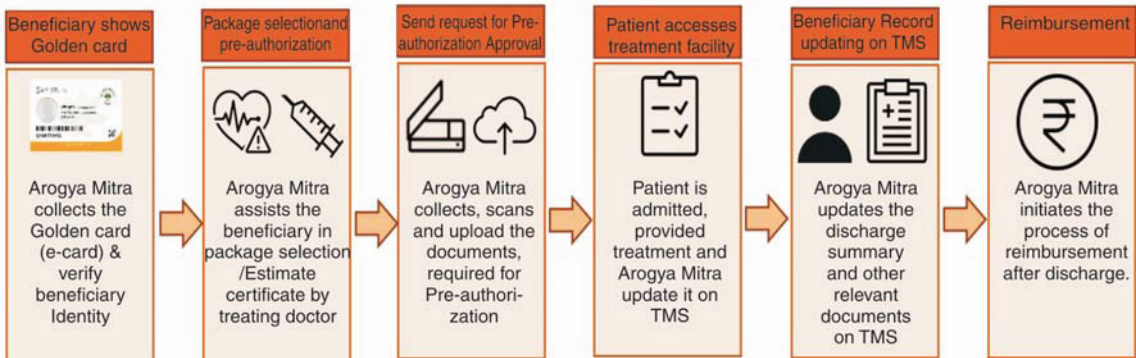 Beneficiary shows
Golden card
Arogya Mitra
collects the
Golden card
(e-card) &
verify
beneficiary
Identity
Package selectionand
pre-authorization
Arogya Mitra
assists the
beneficiary in
package selection
/Estimate
certificate by
treating doctor
Send request for Pre-
authorization Approval
Arogya Mitra
collects, scans
and upload the
documents,
required for
Pre-authori-
zation
Patient accesses
treatment facility
Patient is
admitted,
provided
treatment and
Arogya Mitra
update it on
TMS
Beneficiary Record
updating on TMS
Arogya Mitra
updates the
discharge
summary
and other
relevant
documents
on TMS
Reimbursement
₹
Arogya Mitra
initiates the
process of
reimbursement
after discharge.